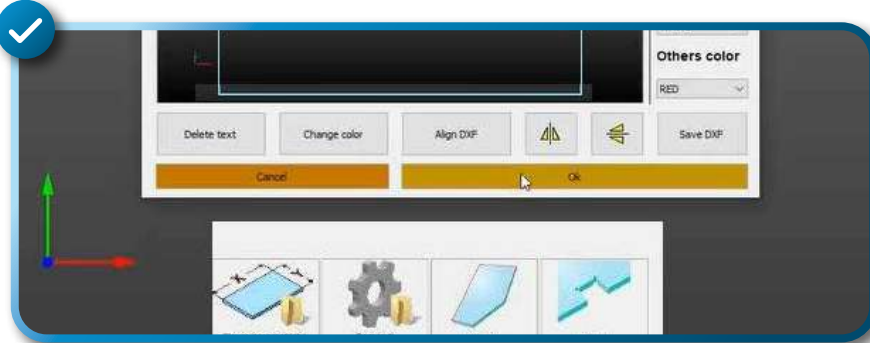 Others color
RED
Delete text
Change color
Align DXF
Save DXF
Cancel
Ok
X
Y